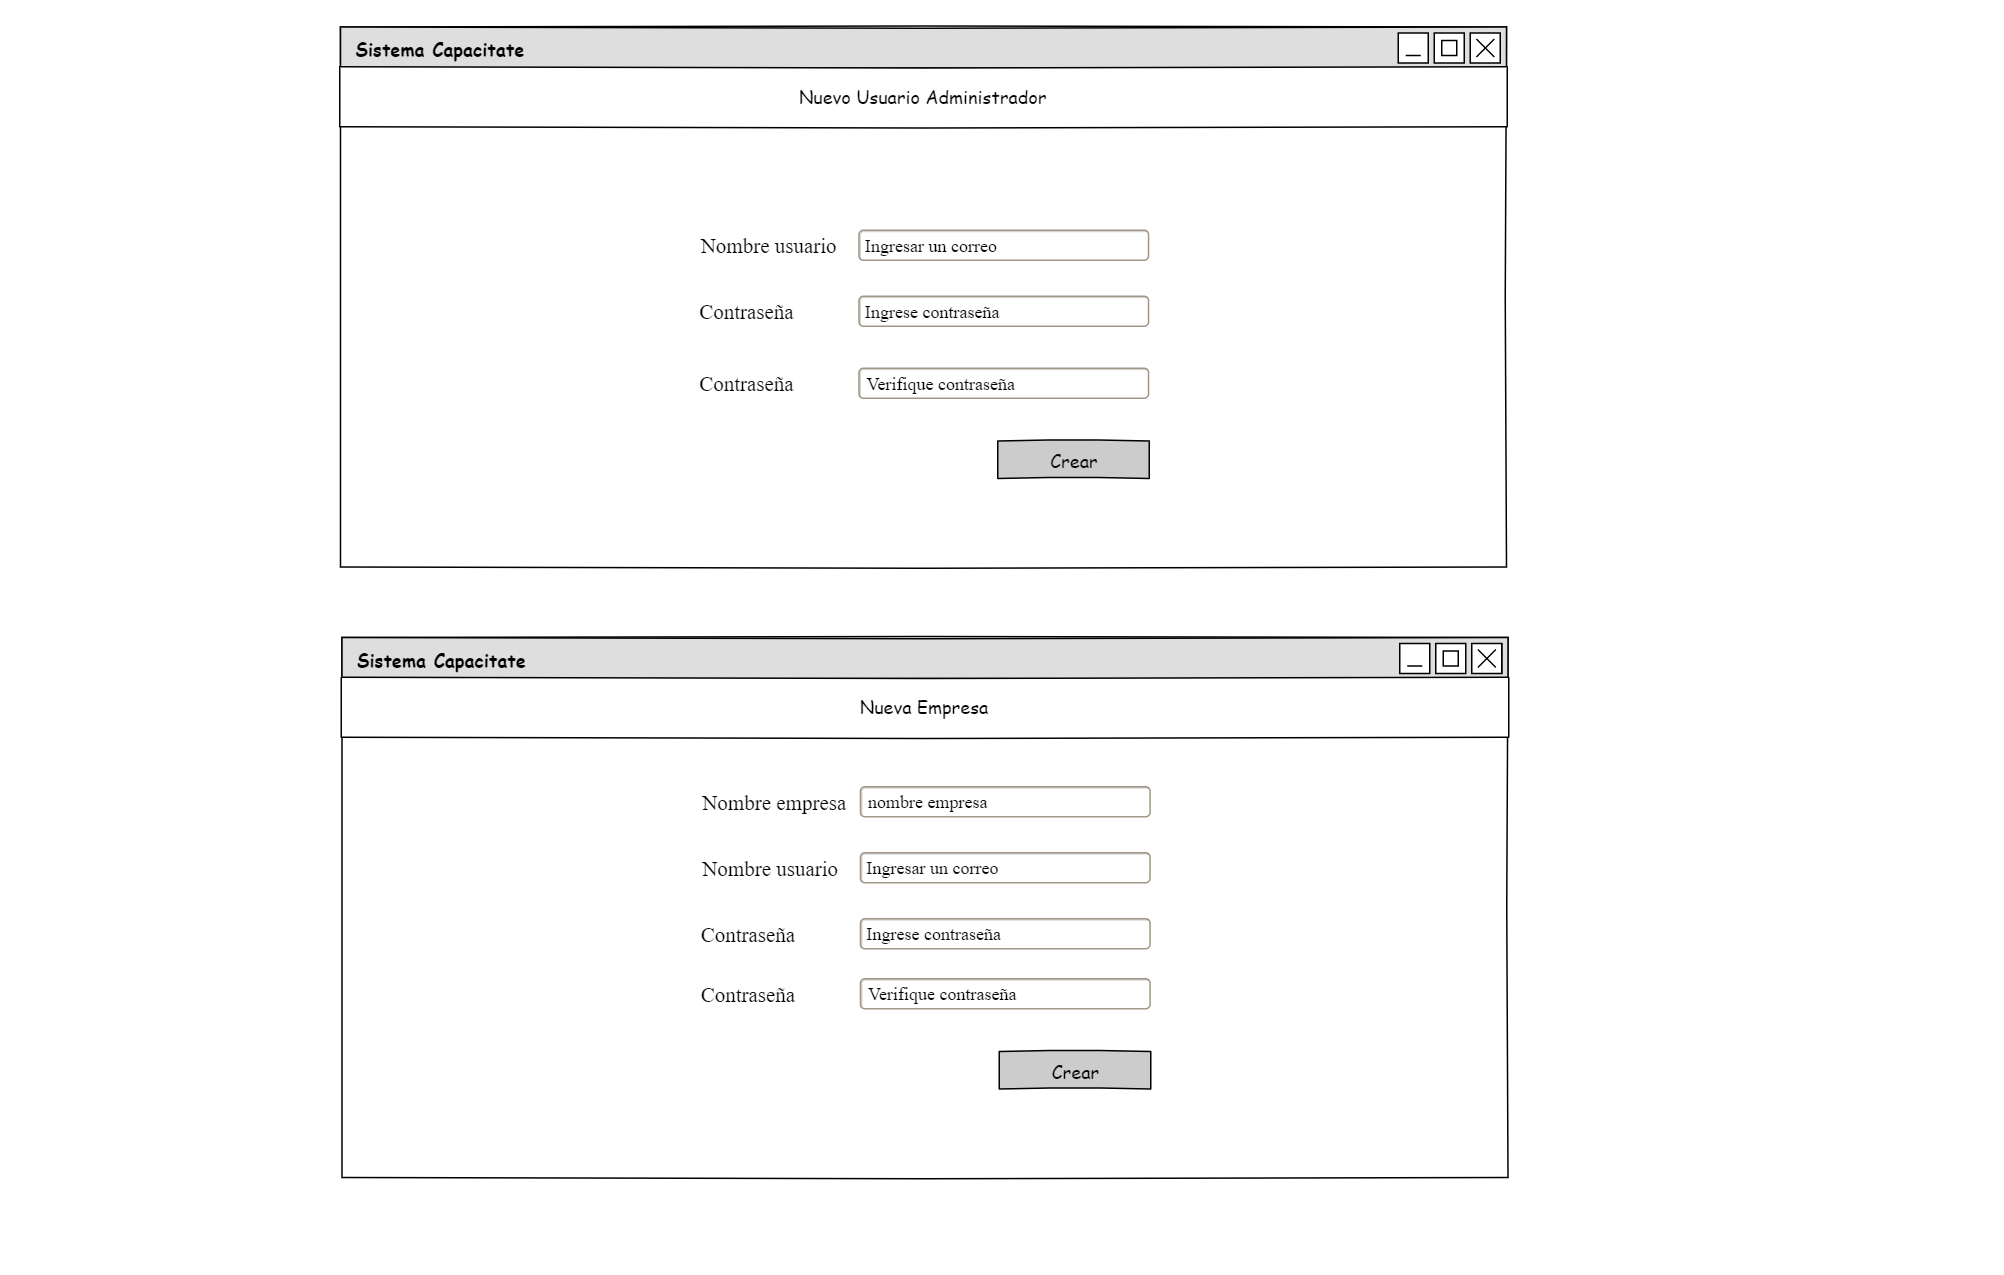 Sistema Capacitate
Nuevo Usuario Administrador
Nombre usuario Ingresar un correo
Contraseña Ingrese contraseña
Contraseña Verifique contraseña
Crear
Sistema Capacitate
Nueva Empresa
Nombre empresa nombre empresa
Nombre usuario Ingresar un correo
Contraseña Ingrese contraseña
Contraseña Verifique contraseña
Crear